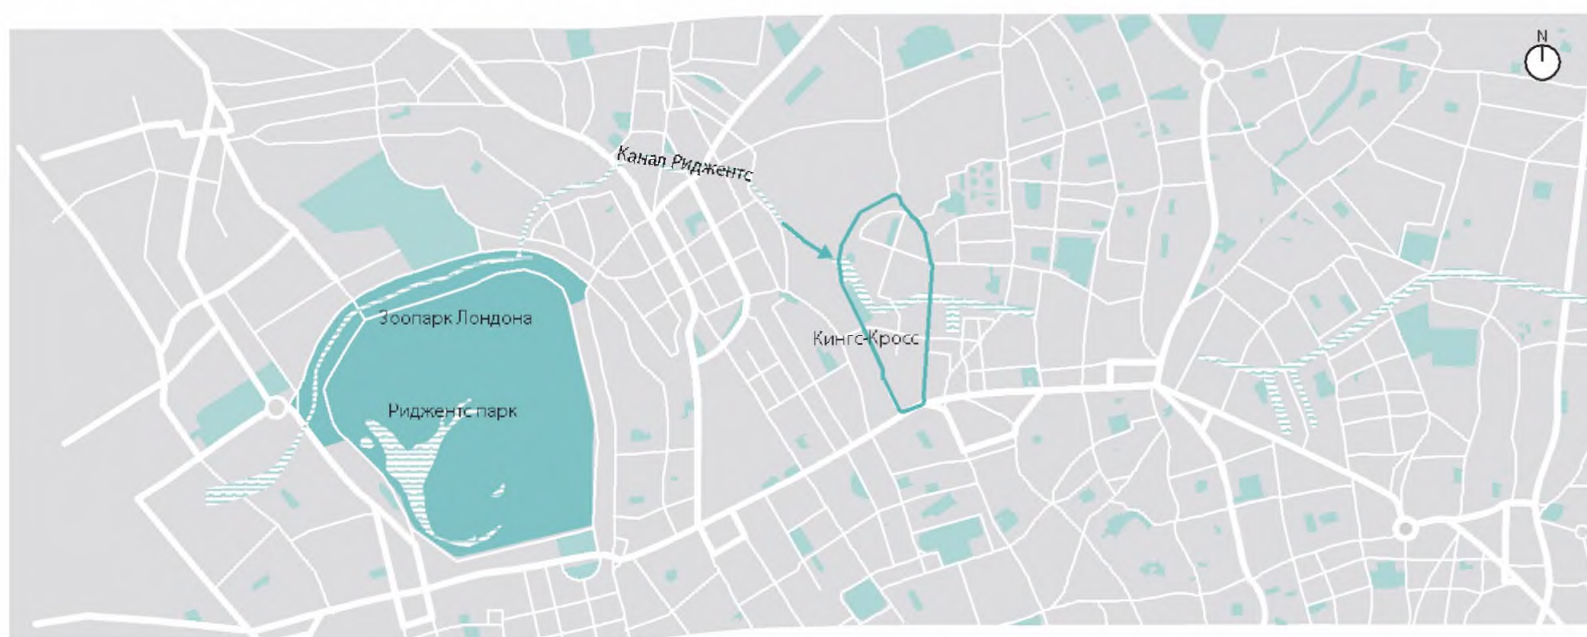 N
Канал Риджентс
Зоопарк Лондона
Кингс-Кросс
Риджентс парк